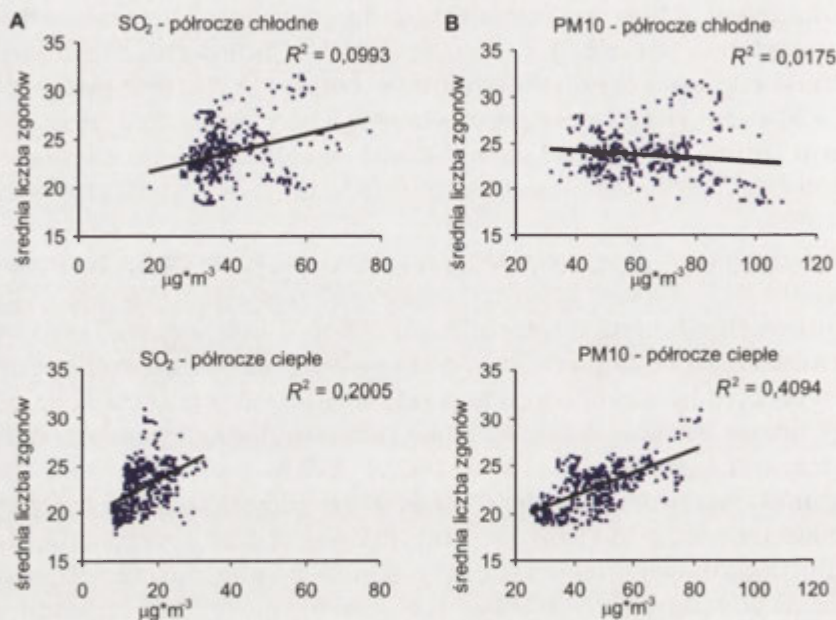 A
SO₂ - półrocze chłodne
R² = 0,0993
średnia liczba zgonów
35
30
25
20
15
0 20 40 60 80
µg*m⁻³
B
PM10 - półrocze chłodne
R² = 0,0175
średnia liczba zgonów
35
30
25
20
15
20 40 60 80 100 120
µg*m⁻³
SO₂ - półrocze ciepłe
R² = 0,2005
średnia liczba zgonów
35
30
25
20
15
0 20 40 60 80
µg*m⁻³
PM10 - półrocze ciepłe
R² = 0,4094
średnia liczba zgonów
35
30
25
20
15
20 40 60 80 100 120
µg*m⁻³